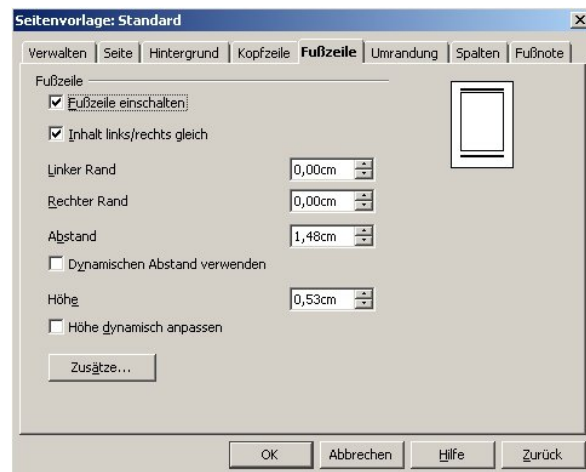 Seitenvorlage: Standard
Verwalten Seite Hintergrund Kopfzeile Fußzeile Umrandung Spalten Fußnote
Fußzeile
Fußzeile einschalten
Inhalt links/rechts gleich
Linker Rand 0,00cm
Rechter Rand 0,00cm
Abstand 1,48cm
Dynamischen Abstand verwenden
Höhe 0,53cm
Höhe dynamisch anpassen
Zusätze...
OK Abbrechen Hilfe Zurück